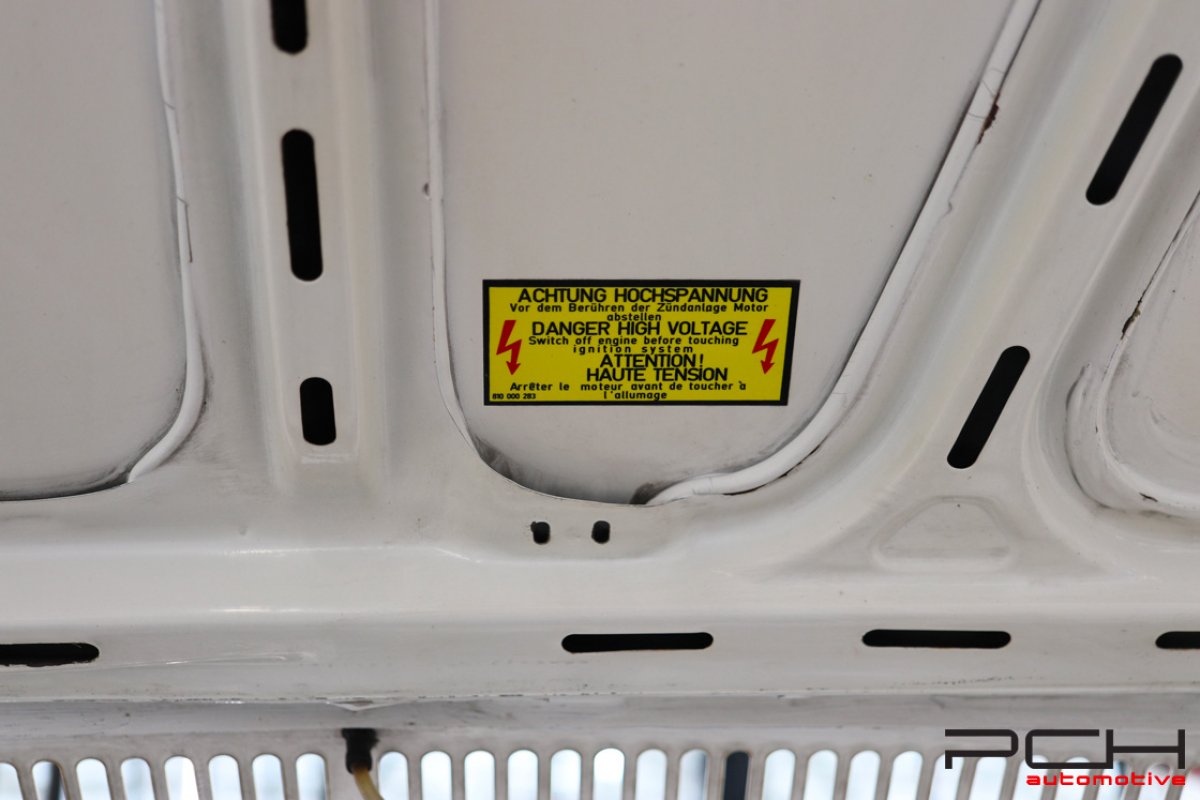 ACHTUNG HOCHSPANNUNG
Vor dem Berühren der Zündanlage Motor
abstellen
DANGER HIGH VOLTAGE
Switch off engine before touching
ignition system
ATTENTION!
HAUTE TENSION
Arrêter le moteur avant de toucher à
l'allumage
810 000 283
PCH
automotive